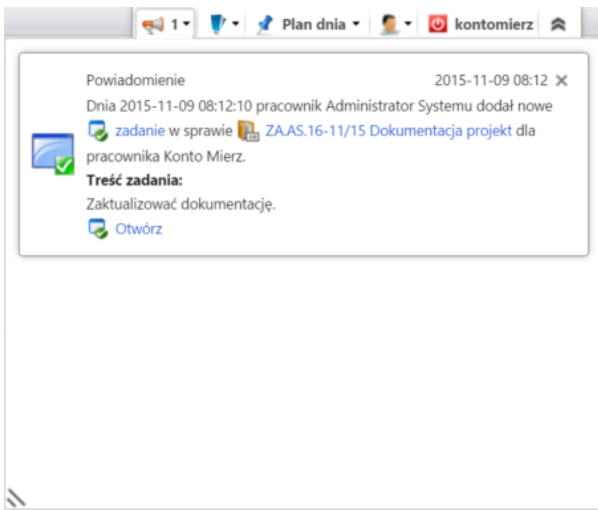 1 Plan dnia kontomierz
Powiadomienie 2015-11-09 08:12
Dnia 2015-11-09 08:12:10 pracownik Administrator Systemu dodał nowe
zadanie w sprawie ZA.AS.16-11/15 Dokumentacja projekt dla
pracownika Konto Mierz.
Treść zadania:
Zaktualizować dokumentację.
Otwórz